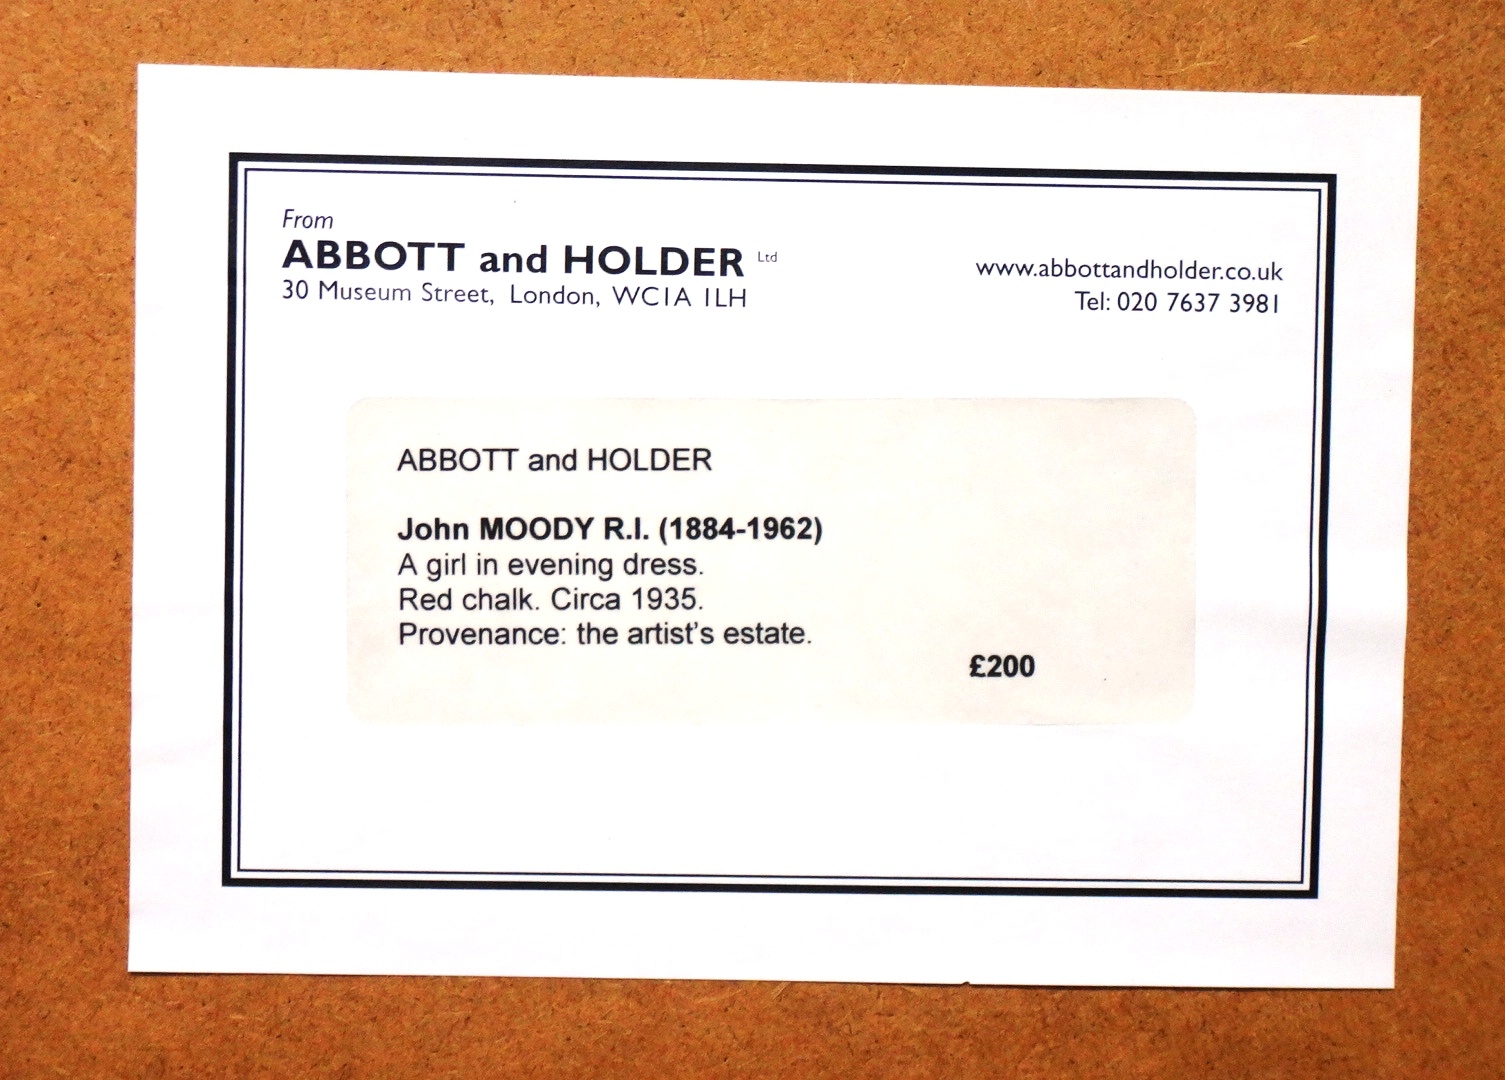 From
ABBOTT and HOLDER Ltd
30 Museum Street, London, WC1A 1LH
www.abbottandholder.co.uk
Tel: 020 7637 3981
ABBOTT and HOLDER
John MOODY R.I. (1884-1962)
A girl in evening dress.
Red chalk. Circa 1935.
Provenance: the artist's estate.
£200